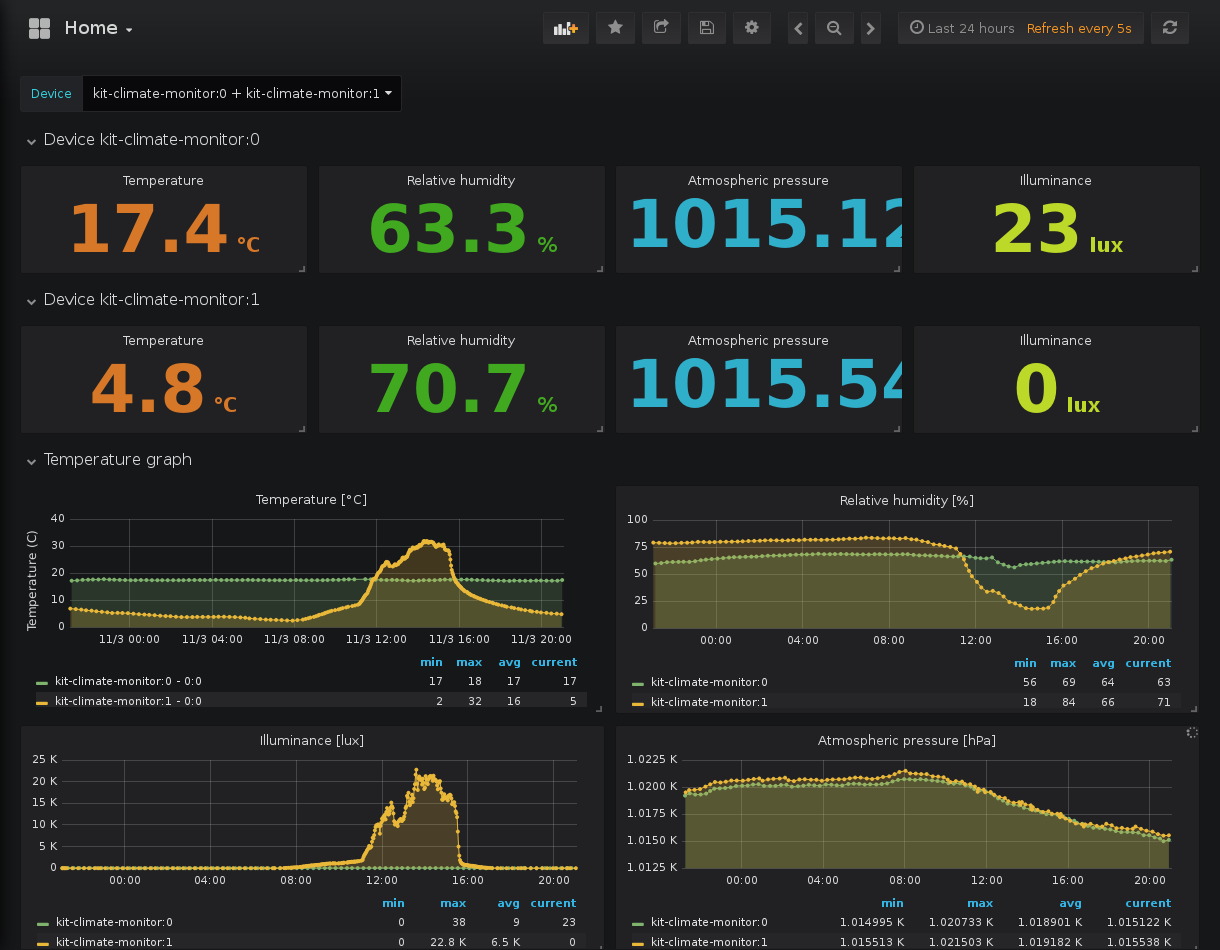 Home
Last 24 hours Refresh every 5s
Device kit-climate-monitor:0 + kit-climate-monitor:1
Device kit-climate-monitor:0
Temperature Relative humidity Atmospheric pressure Illuminance
17.4 °C 63.3 % 1015.12 23 lux
Device kit-climate-monitor:1
Temperature Relative humidity Atmospheric pressure Illuminance
4.8 °C 70.7 % 1015.54 0 lux
Temperature graph
Temperature [°C]
Temperature (C)
40
30
20
10
0
11/3 00:00 11/3 04:00 11/3 08:00 11/3 12:00 11/3 16:00 11/3 20:00
min max avg current
kit-climate-monitor:0 - 0:0 17 18 17 17
kit-climate-monitor:1 - 0:0 2 32 16 5
Relative humidity [%]
100
75
50
25
0
00:00 04:00 08:00 12:00 16:00 20:00
min max avg current
kit-climate-monitor:0 56 69 64 63
kit-climate-monitor:1 18 84 66 71
Illuminance [lux]
25 K
20 K
15 K
10 K
5 K
0
00:00 04:00 08:00 12:00 16:00 20:00
min max avg current
kit-climate-monitor:0 0 38 9 23
kit-climate-monitor:1 0 22.8 K 6.5 K 0
Atmospheric pressure [hPa]
1.0225 K
1.0200 K
1.0175 K
1.0150 K
1.0125 K
00:00 04:00 08:00 12:00 16:00 20:00
min max avg current
kit-climate-monitor:0 1.014995 K 1.020733 K 1.018901 K 1.015122 K
kit-climate-monitor:1 1.015513 K 1.021503 K 1.019182 K 1.015538 K